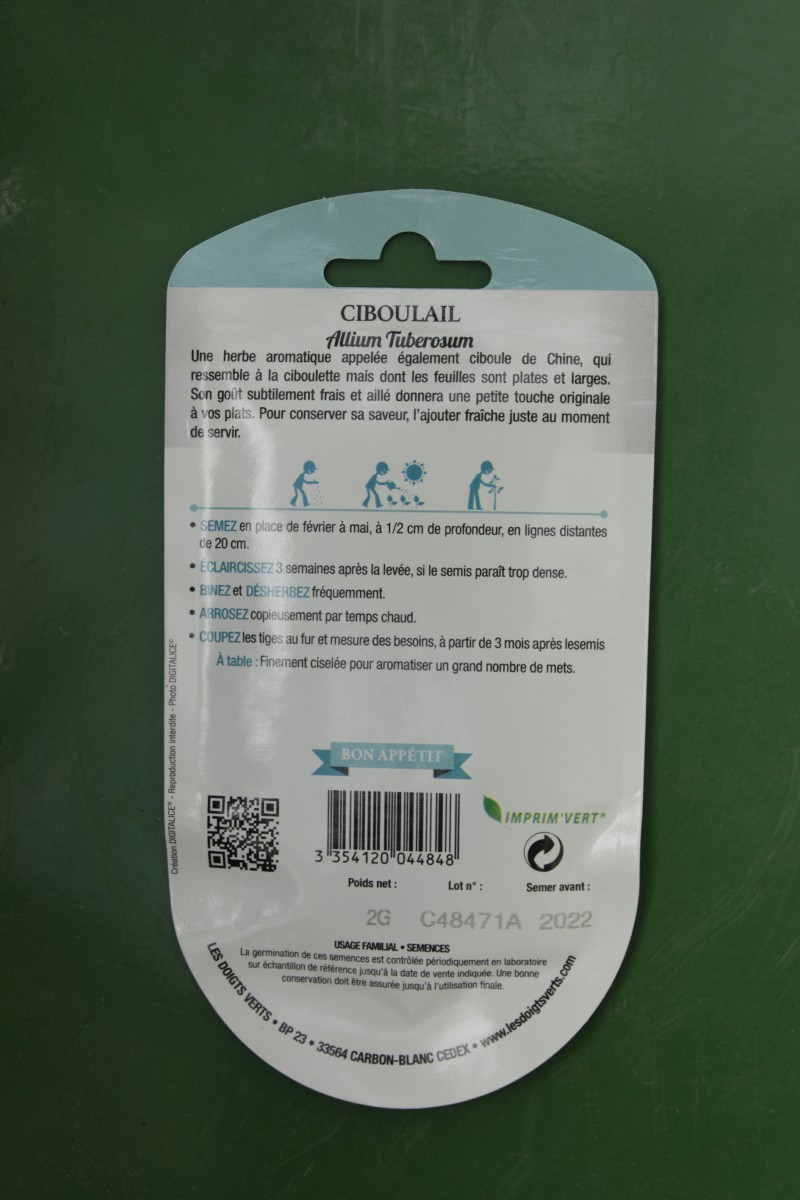 CIBOULAIL
Allium Tuberosum
Une herbe aromatique appelée également ciboule de Chine, qui
ressemble à la ciboulette mais dont les feuilles sont plates et larges.
Son goût subtilement frais et aillé donnera une petite touche originale
à vos plats. Pour conserver sa saveur, l'ajouter fraîche juste au moment
de servir.
• SEMEZ en place de février à mai, à 1/2 cm de profondeur, en lignes distantes
de 20 cm.
• ECLAIRCISSEZ 3 semaines après la levée, si le semis paraît trop dense.
• BINEZ et DÉSHERBEZ fréquemment.
• ARROSEZ copieusement par temps chaud.
• COUPEZ les tiges au fur et mesure des besoins, à partir de 3 mois après lesemis
À table : Finement ciselée pour aromatiser un grand nombre de mets.
Création DIGITALICE® - Reproduction interdite - Photo DIGITALICE®
BON APPÉTIT
IMPRIM'VERT®
3 354120 044848
Poids net : Lot n° : Semer avant :
2G C48471A 2022
USAGE FAMILIAL • SEMENCES
La germination de ces semences est contrôlée périodiquement en laboratoire
sur échantillon de référence jusqu'à la date de vente indiquée. Une bonne
conservation doit être assurée jusqu'à l'utilisation finale.
LES DOIGTS VERTS • BP 23 • 33564 CARBON-BLANC CEDEX • www.lesdoigtsverts.com